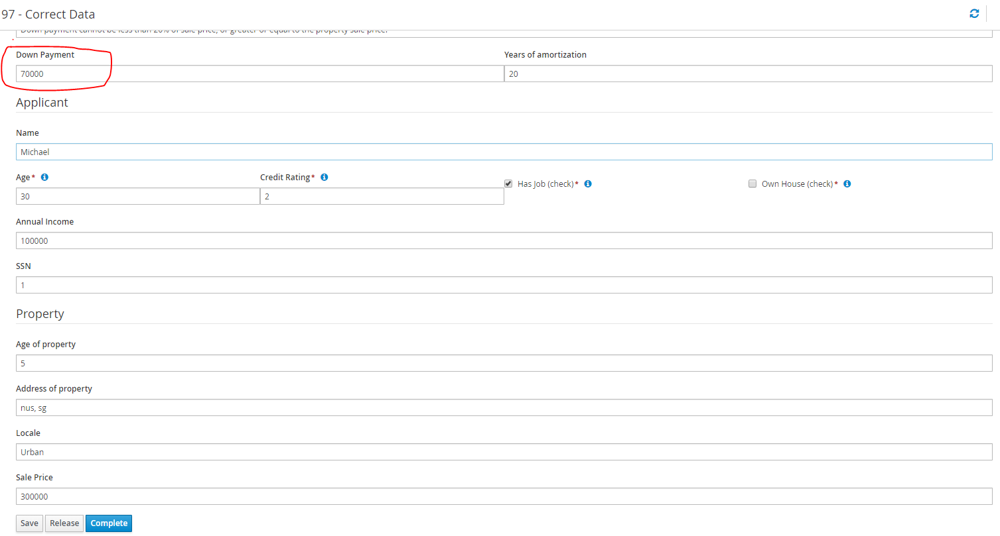 97 - Correct Data
Down payment cannot be less than 20% of sale price, or greater or equal to the property sale price.
Down Payment Years of amortization
70000 20
Applicant
Name
Michael
Age* Credit Rating* Has Job (check)* Own House (check)*
30 2
Annual Income
100000
SSN
1
Property
Age of property
5
Address of property
nus, sg
Locale
Urban
Sale Price
300000
Save Release Complete